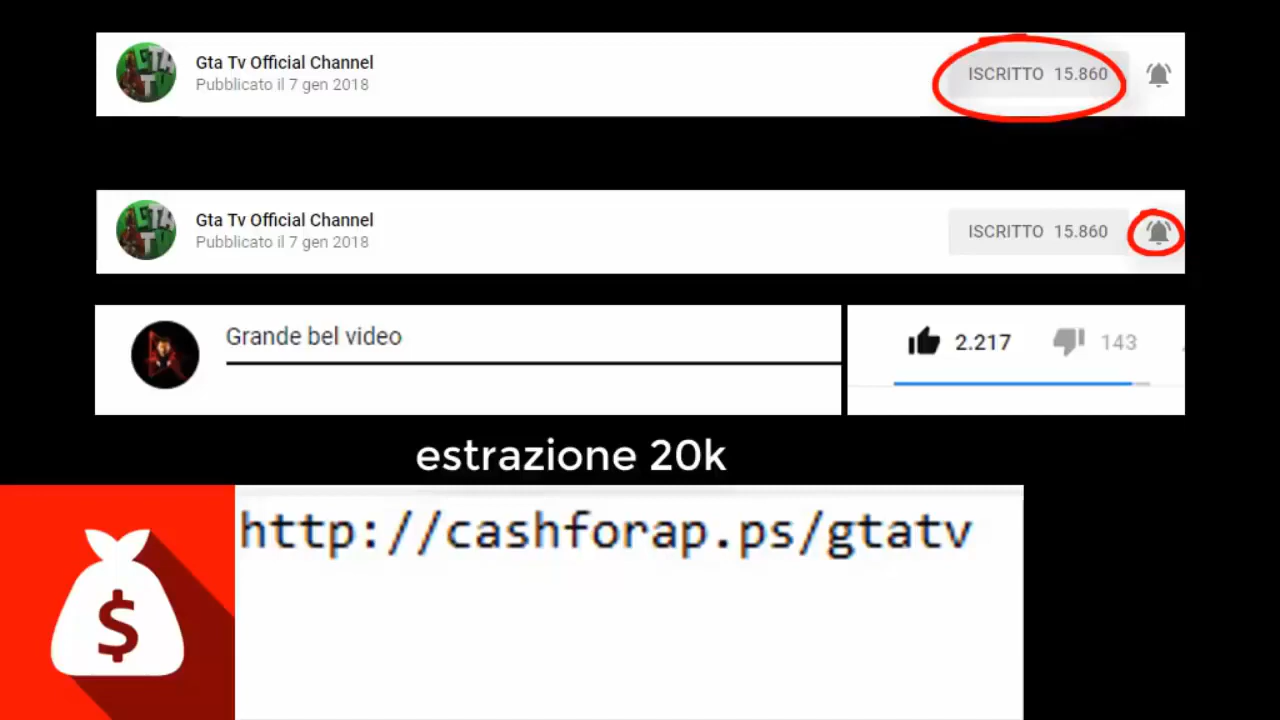 Gta Tv Official Channel
Pubblicato il 7 gen 2018
ISCRITTO 15.860
Gta Tv Official Channel
Pubblicato il 7 gen 2018
ISCRITTO 15.860
Grande bel video
2.217 143
estrazione 20k
$
http://cashforap.ps/gtatv